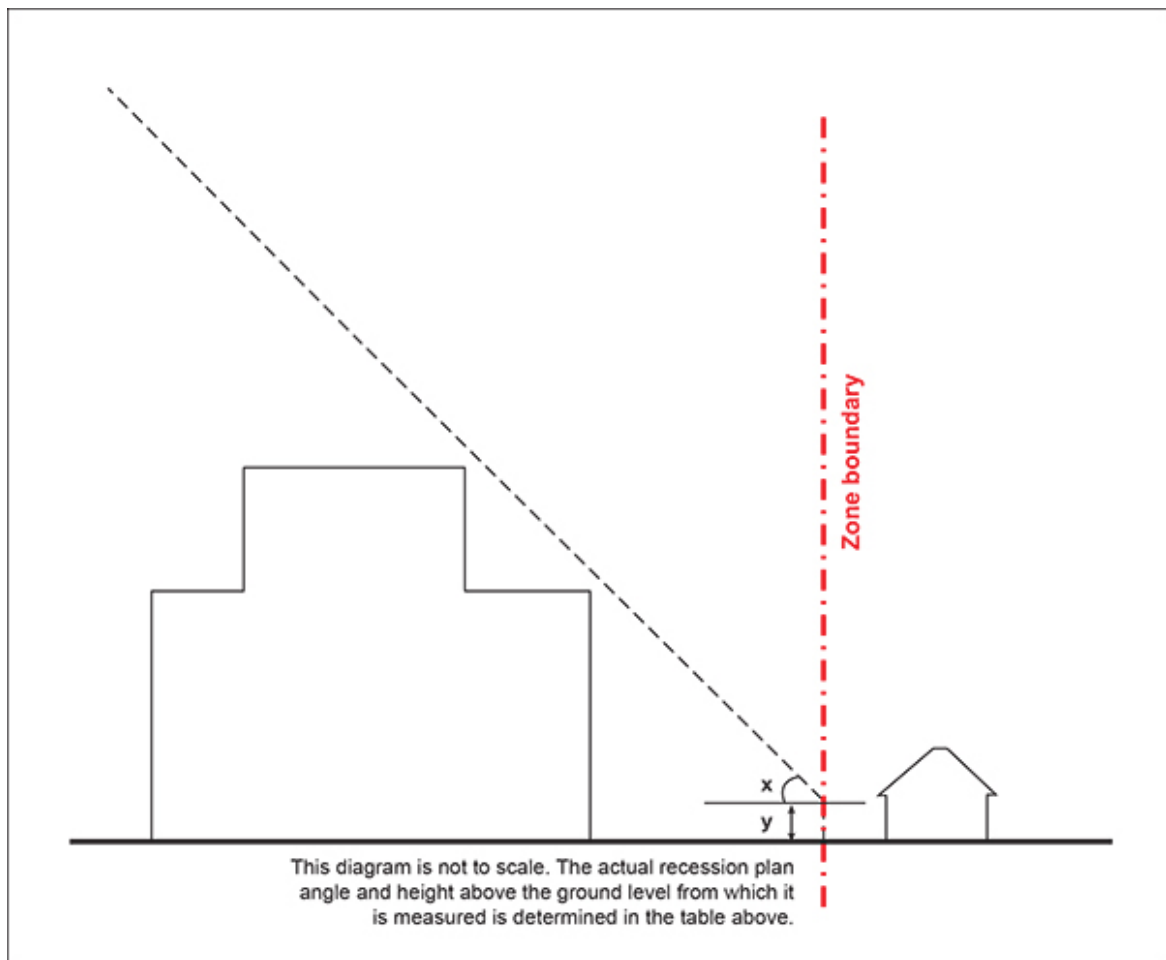 Zone boundary
x
y
This diagram is not to scale. The actual recession plan
angle and height above the ground level from which it
is measured is determined in the table above.